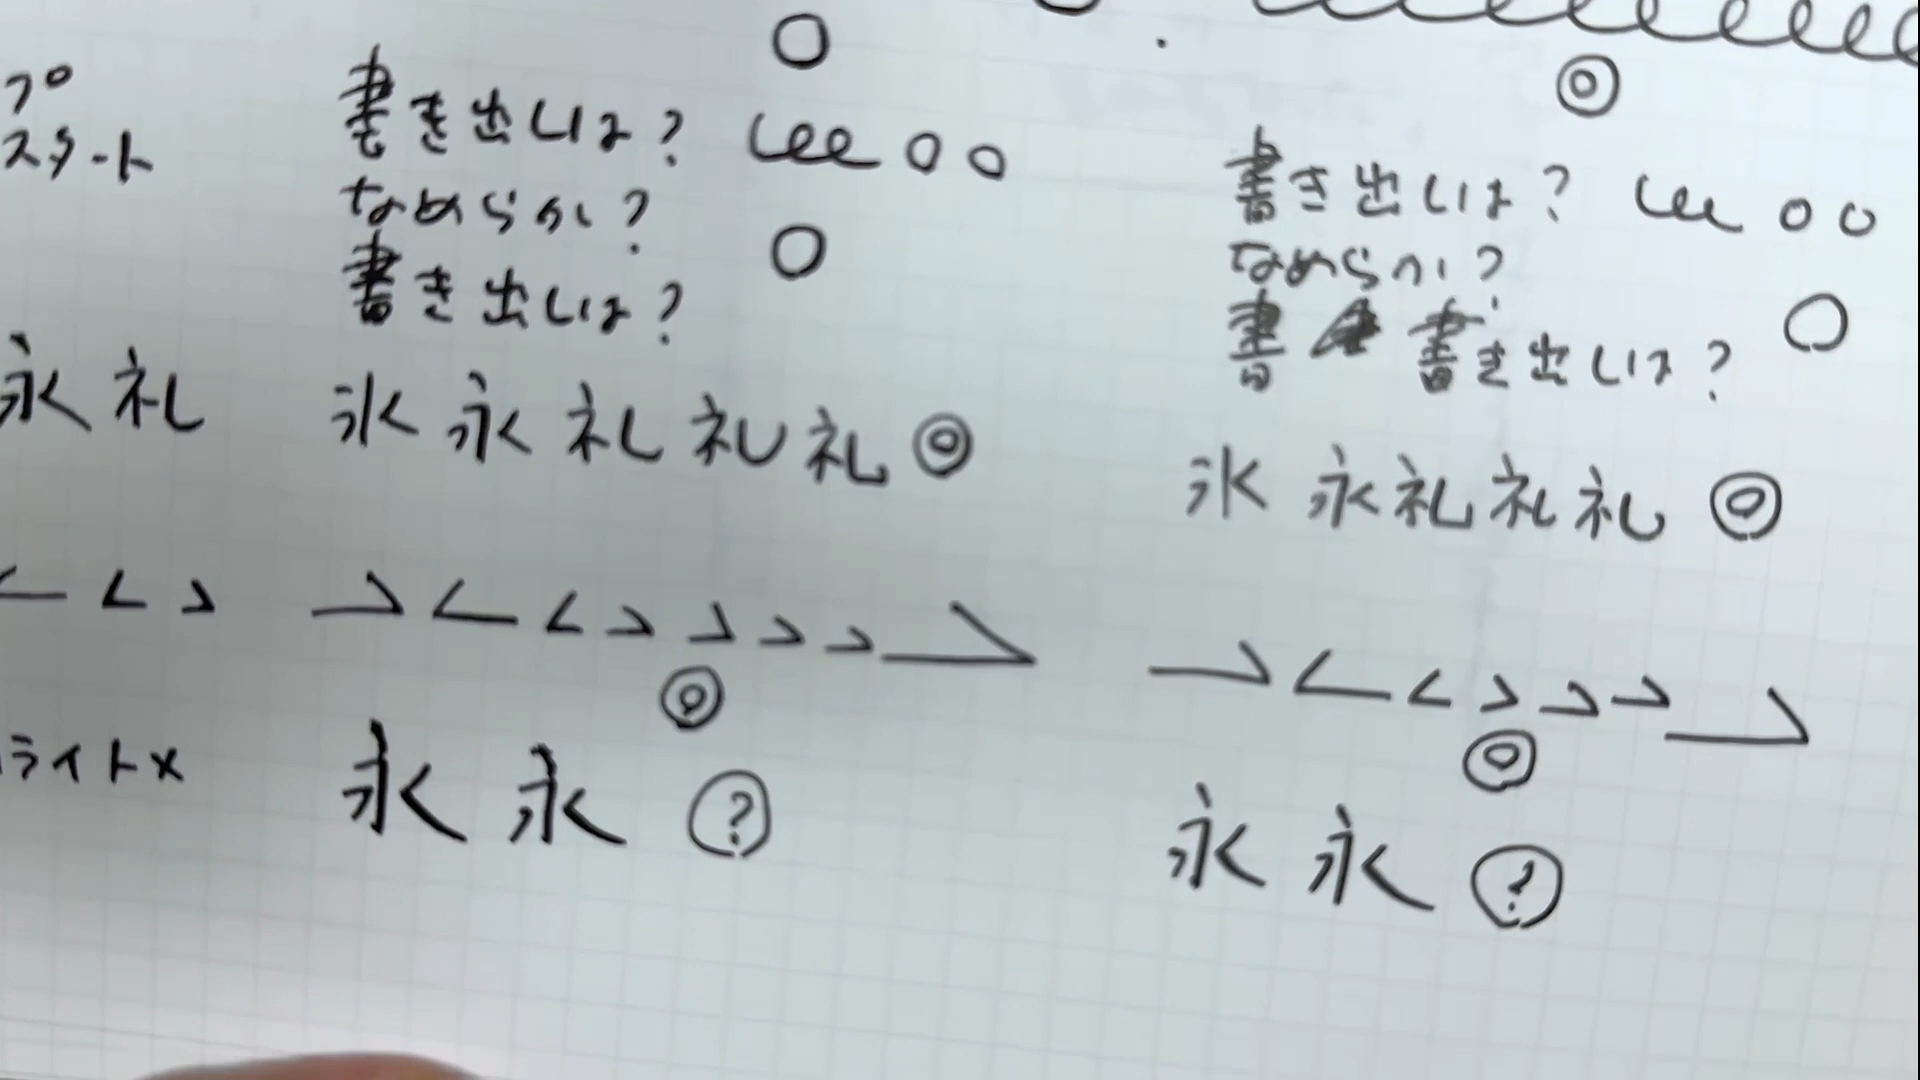 プ
スタート
書き出しは?
なめらか?
書き出しは?
永 礼
氷 永 礼 礼 礼 ◎
ライト×
永 永 ?
書き出しは?
なめらか?
書 書き出しは?
氷 永 礼 礼 礼 ◎
永 永 ?